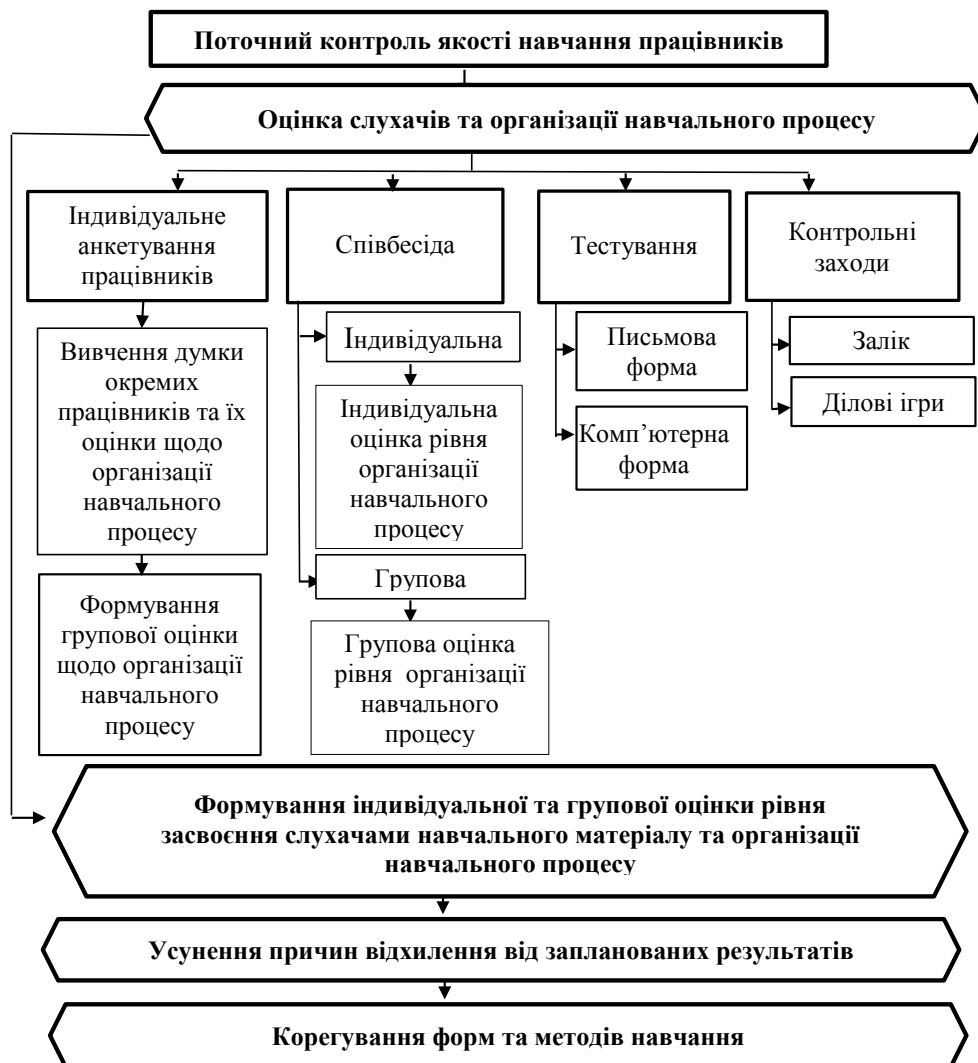 Поточний контроль якості навчання працівників
Оцінка слухачів та організації навчального процесу
Індивідуальне
анкетування
працівників
Співбесіда
Тестування
Контрольні
заходи
Вивчення думки
окремих
працівників та їх
оцінки щодо
організації
навчального
процесу
Формування
групової оцінки
щодо організації
навчального
процесу
Індивідуальна
Індивідуальна
оцінка рівня
організації
навчального
процесу
Групова
Групова оцінка
рівня організації
навчального
процесу
Письмова
форма
Комп’ютерна
форма
Залік
Ділові ігри
Формування індивідуальної та групової оцінки рівня
засвоєння слухачами навчального матеріалу та організації
навчального процесу
Усунення причин відхилення від запланованих результатів
Корегування форм та методів навчання